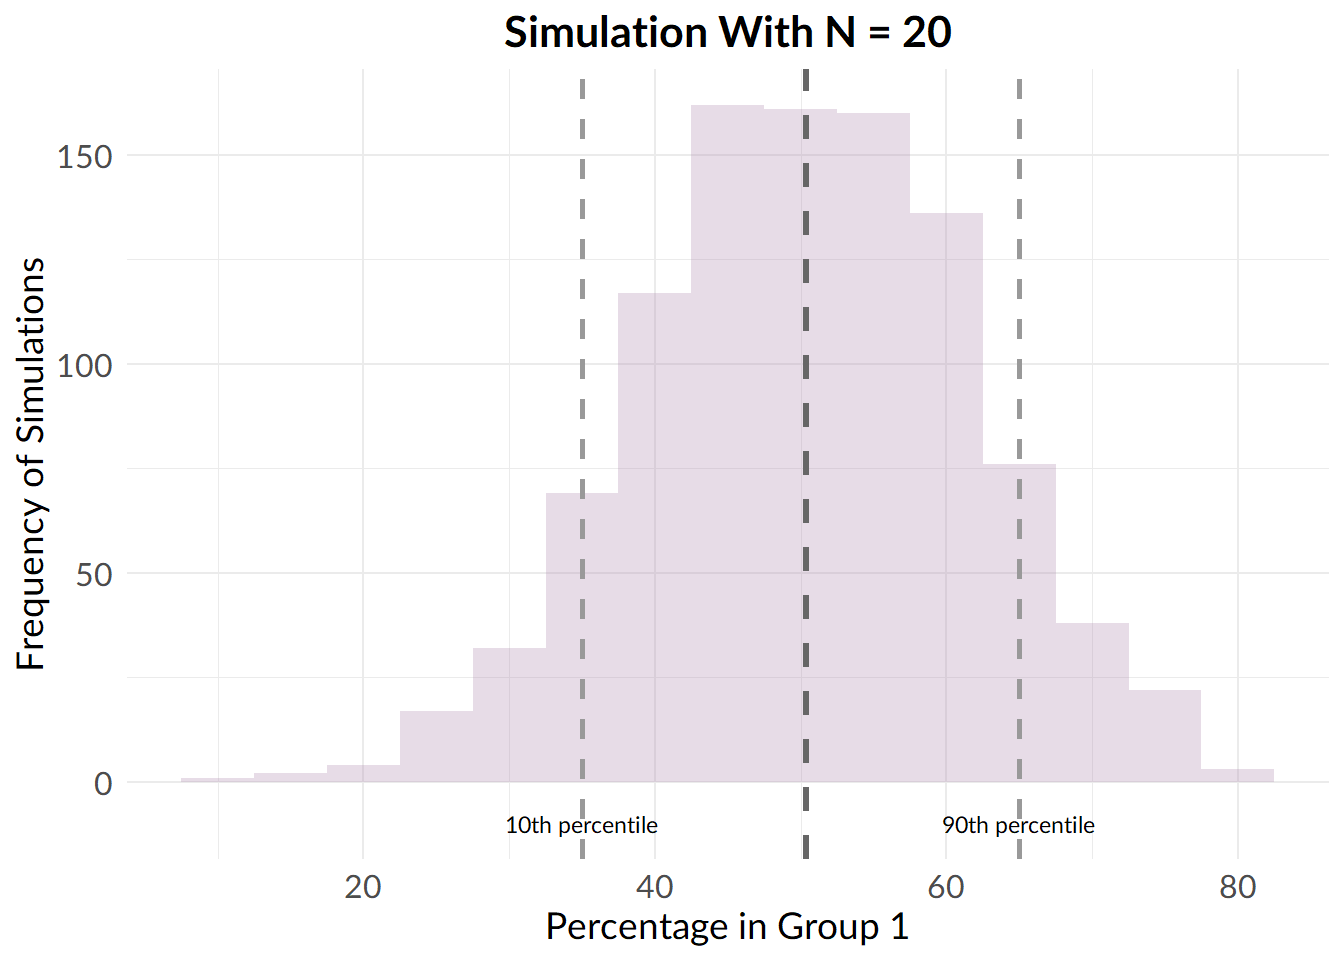 Simulation With N = 20
Frequency of Simulations
150
100
50
0
10th percentile
90th percentile
20
40
60
80
Percentage in Group 1